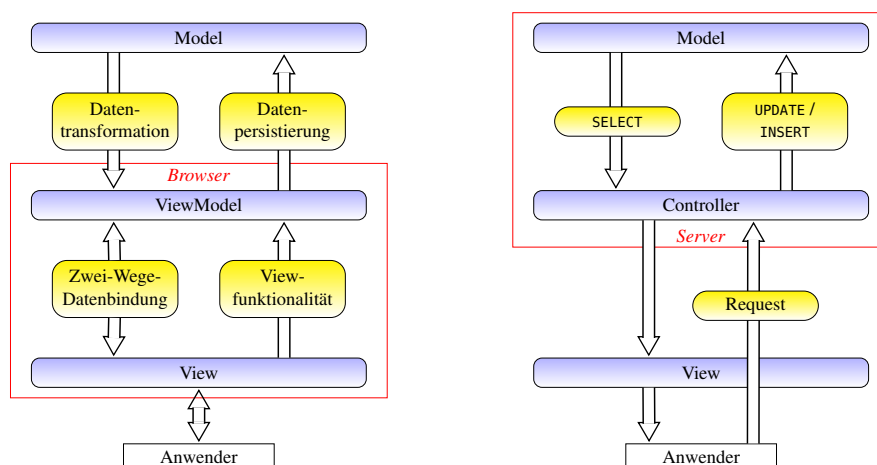 Model
Daten-
transformation
Daten-
persistierung
Browser
ViewModel
Zwei-Wege-
Datenbindung
View-
funktionalität
View
Anwender
Model
SELECT
UPDATE /
INSERT
Controller
Server
Request
View
Anwender